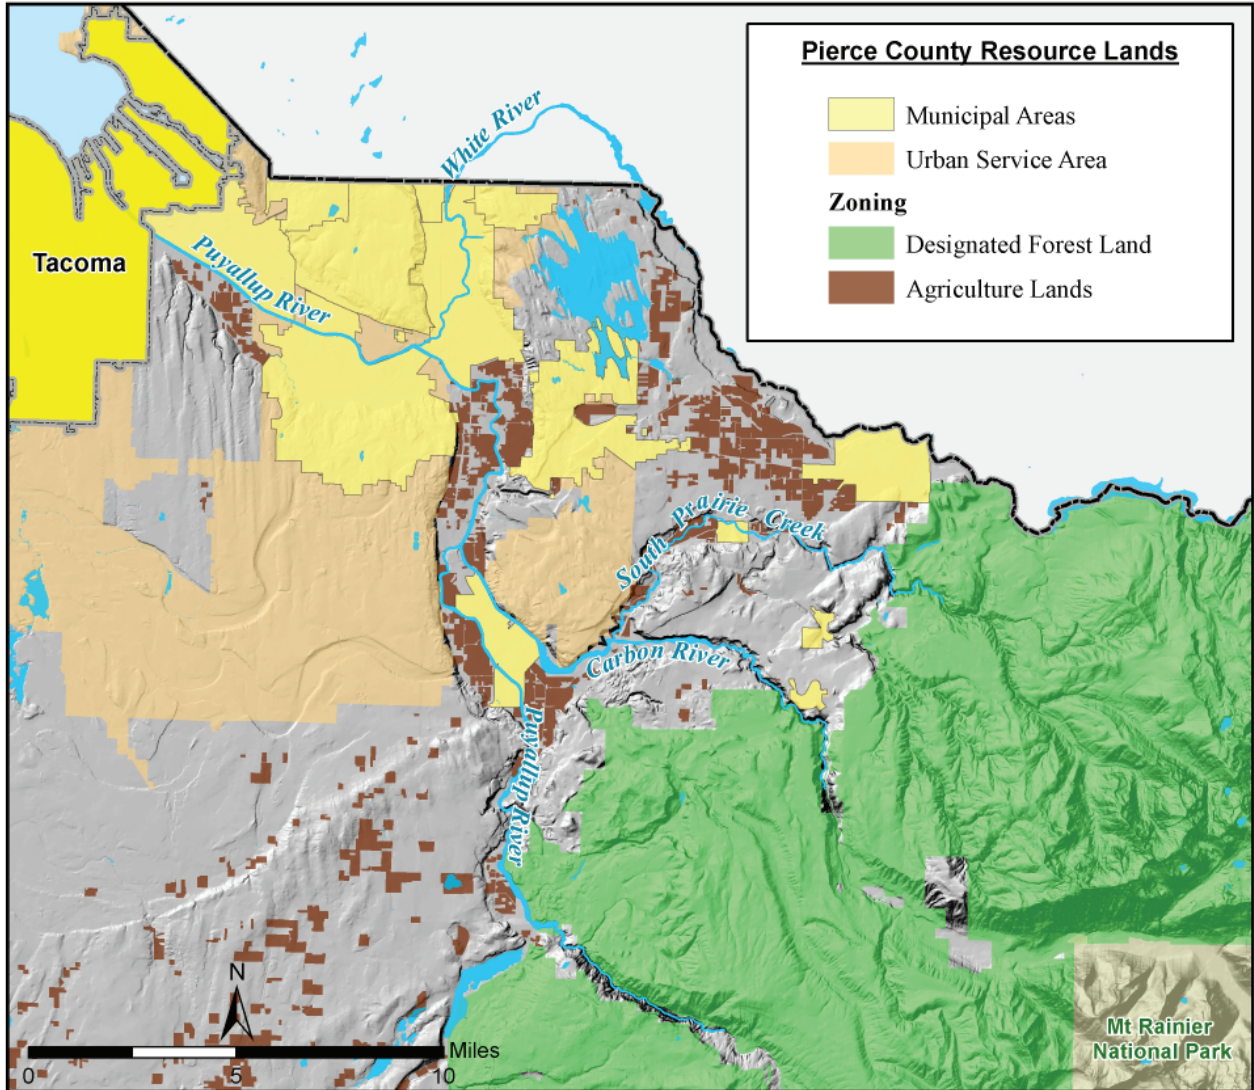 Pierce County Resource Lands
Municipal Areas
Urban Service Area
Zoning
Designated Forest Land
Agriculture Lands
White River
Tacoma
Puyallup River
South Prairie Creek
Carbon River
Puyallup River
N
Miles
0 5 10
Mt Rainier
National Park